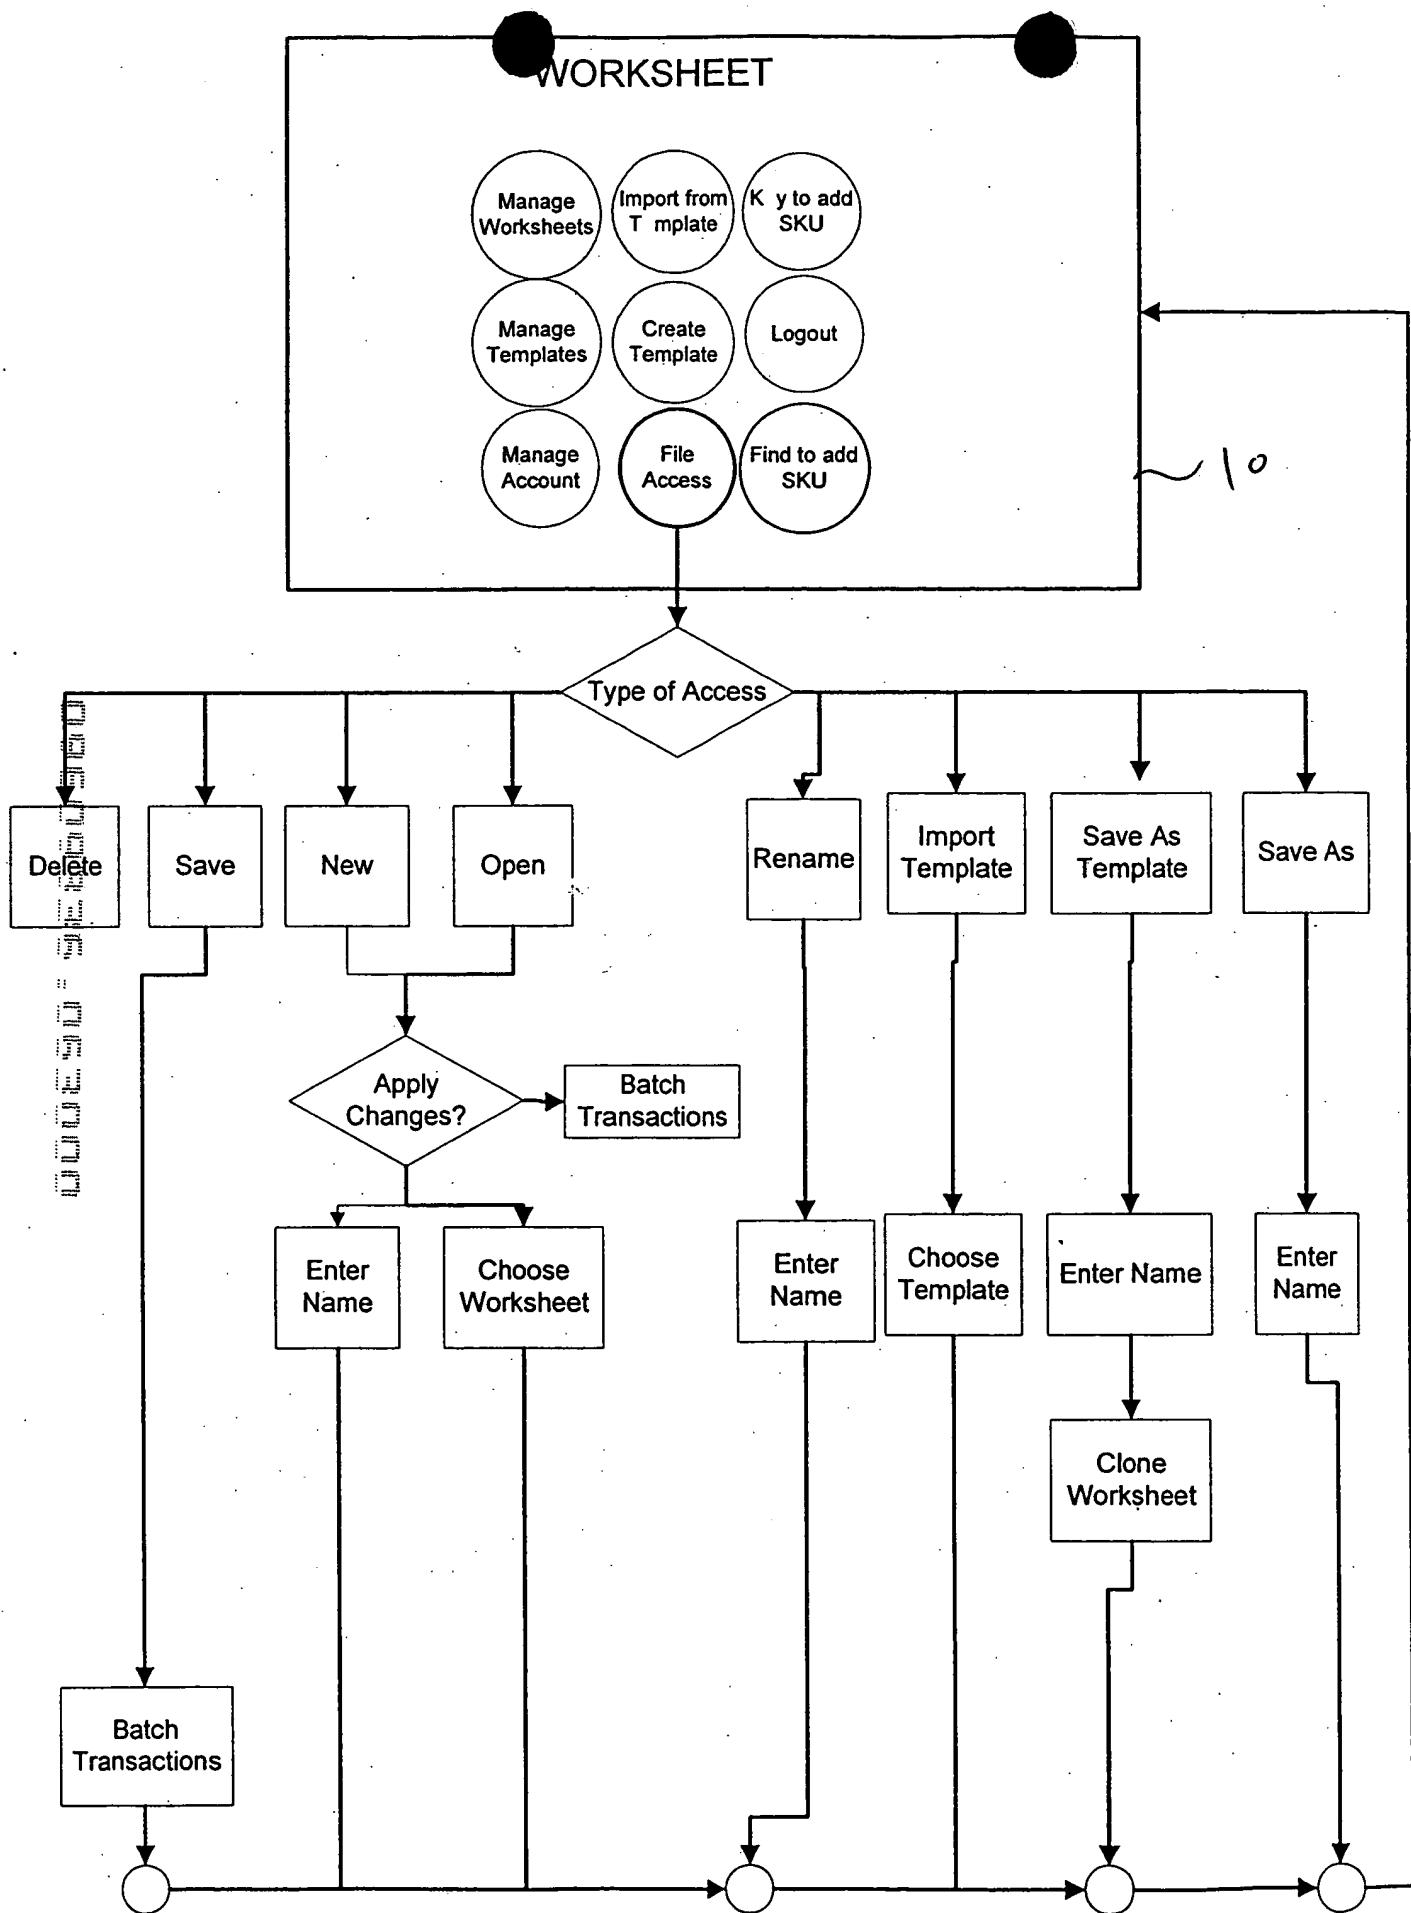 WORKSHEET
Manage
Worksheets
Import from
T mplate
K y to add
SKU
Manage
Templates
Create
Template
Logout
Manage
Account
File
Access
Find to add
SKU
10
Type of Access
Delete
Save
New
Open
Rename
Import
Template
Save As
Template
Save As
Apply
Changes?
Batch
Transactions
Enter
Name
Choose
Worksheet
Enter
Name
Choose
Template
Enter Name
Enter
Name
Clone
Worksheet
Batch
Transactions